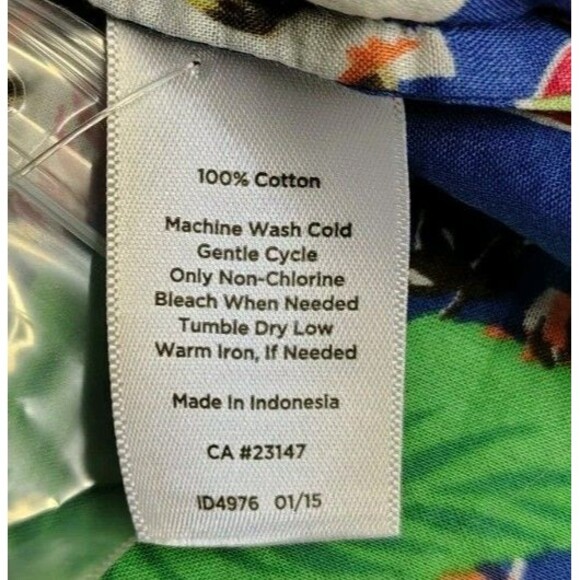 100% Cotton
Machine Wash Cold
Gentle Cycle
Only Non-Chlorine
Bleach When Needed
Tumble Dry Low
Warm Iron, If Needed
Made In Indonesia
CA #23147
ID4976 01/15